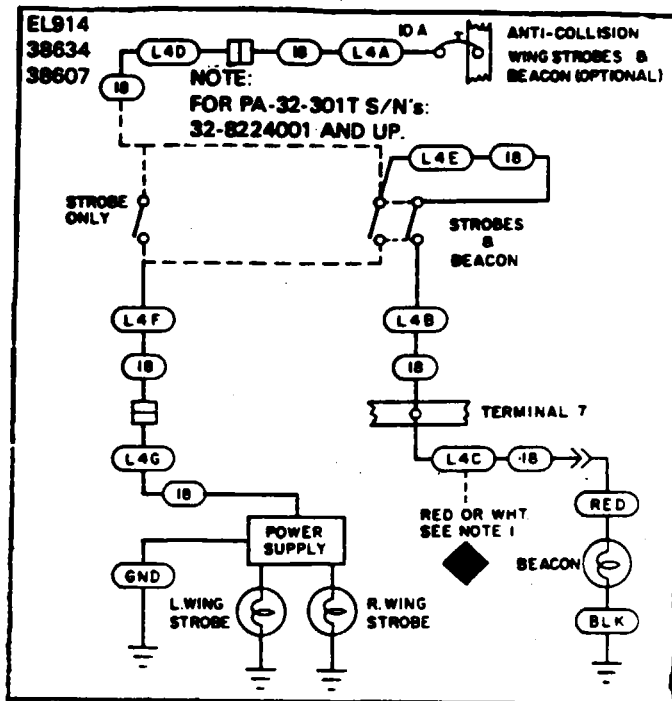 EL914
38634
38607
L4D
18
L4A
10 A
ANTI-COLLISION
WING STROBES &
BEACON (OPTIONAL)
18
NOTE:
FOR PA-32-301T S/N's:
32-8224001 AND UP.
L4E
18
STROBE
ONLY
STROBES
&
BEACON
L4F
L4B
18
18
TERMINAL 7
L4G
L4C
18
18
RED OR WHT
SEE NOTE 1
RED
POWER
SUPPLY
BEACON
GND
L. WING
STROBE
R. WING
STROBE
BLK